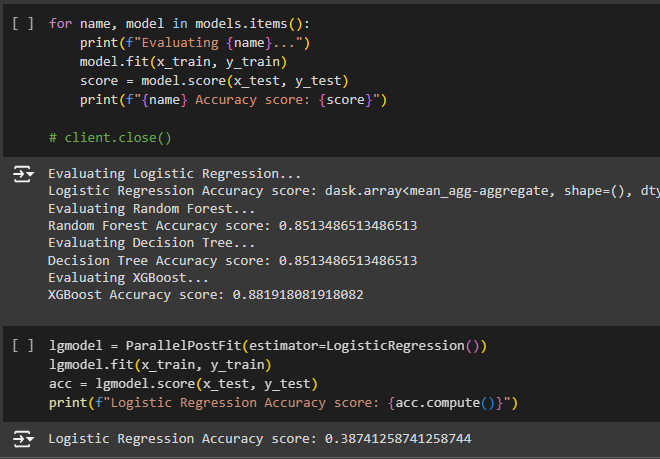 [ ] for name, model in models.items():
print(f"Evaluating {name}...")
model.fit(x_train, y_train)
score = model.score(x_test, y_test)
print(f"{name} Accuracy score: {score}")
# client.close()
Evaluating Logistic Regression...
Logistic Regression Accuracy score: dask.array<mean_agg-aggregate, shape=(), dty
Evaluating Random Forest...
Random Forest Accuracy score: 0.8513486513486513
Evaluating Decision Tree...
Decision Tree Accuracy score: 0.8513486513486513
Evaluating XGBoost...
XGBoost Accuracy score: 0.881918081918082
[ ] lgmodel = ParallelPostFit(estimator=LogisticRegression())
lgmodel.fit(x_train, y_train)
acc = lgmodel.score(x_test, y_test)
print(f"Logistic Regression Accuracy score: {acc.compute()}")
Logistic Regression Accuracy score: 0.38741258741258744